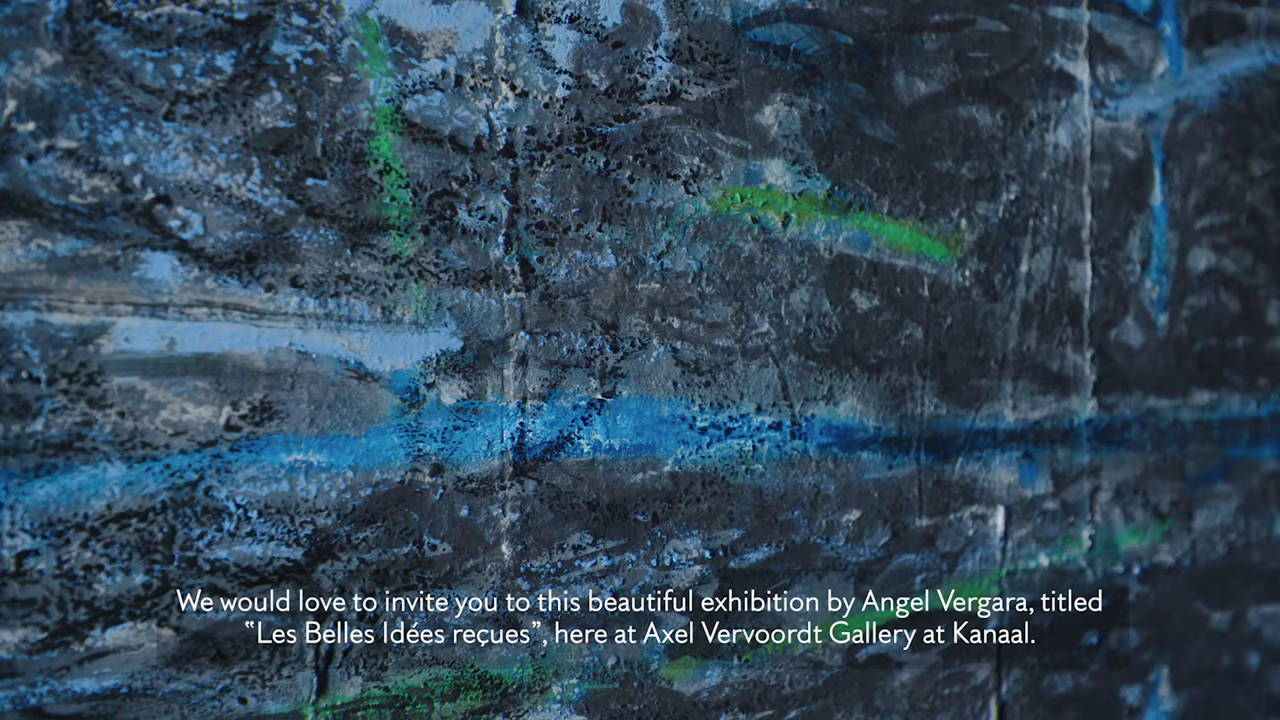 We would love to invite you to this beautiful exhibition by Angel Vergara, titled
“Les Belles Idées reçues”, here at Axel Vervoordt Gallery at Kanaal.